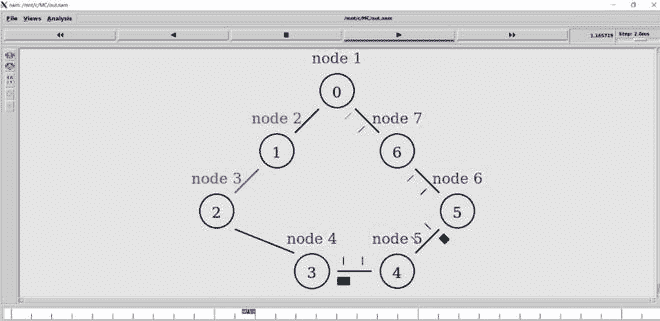 nam: /mnt/c/MC/out.nam
File Views Analysis
/mnt/c/MC/out.nam
1.165729 Step: 2.0ms
node 1
0
node 2
node 7
1
6
node 3
node 6
2
5
node 4
node 5
3
4